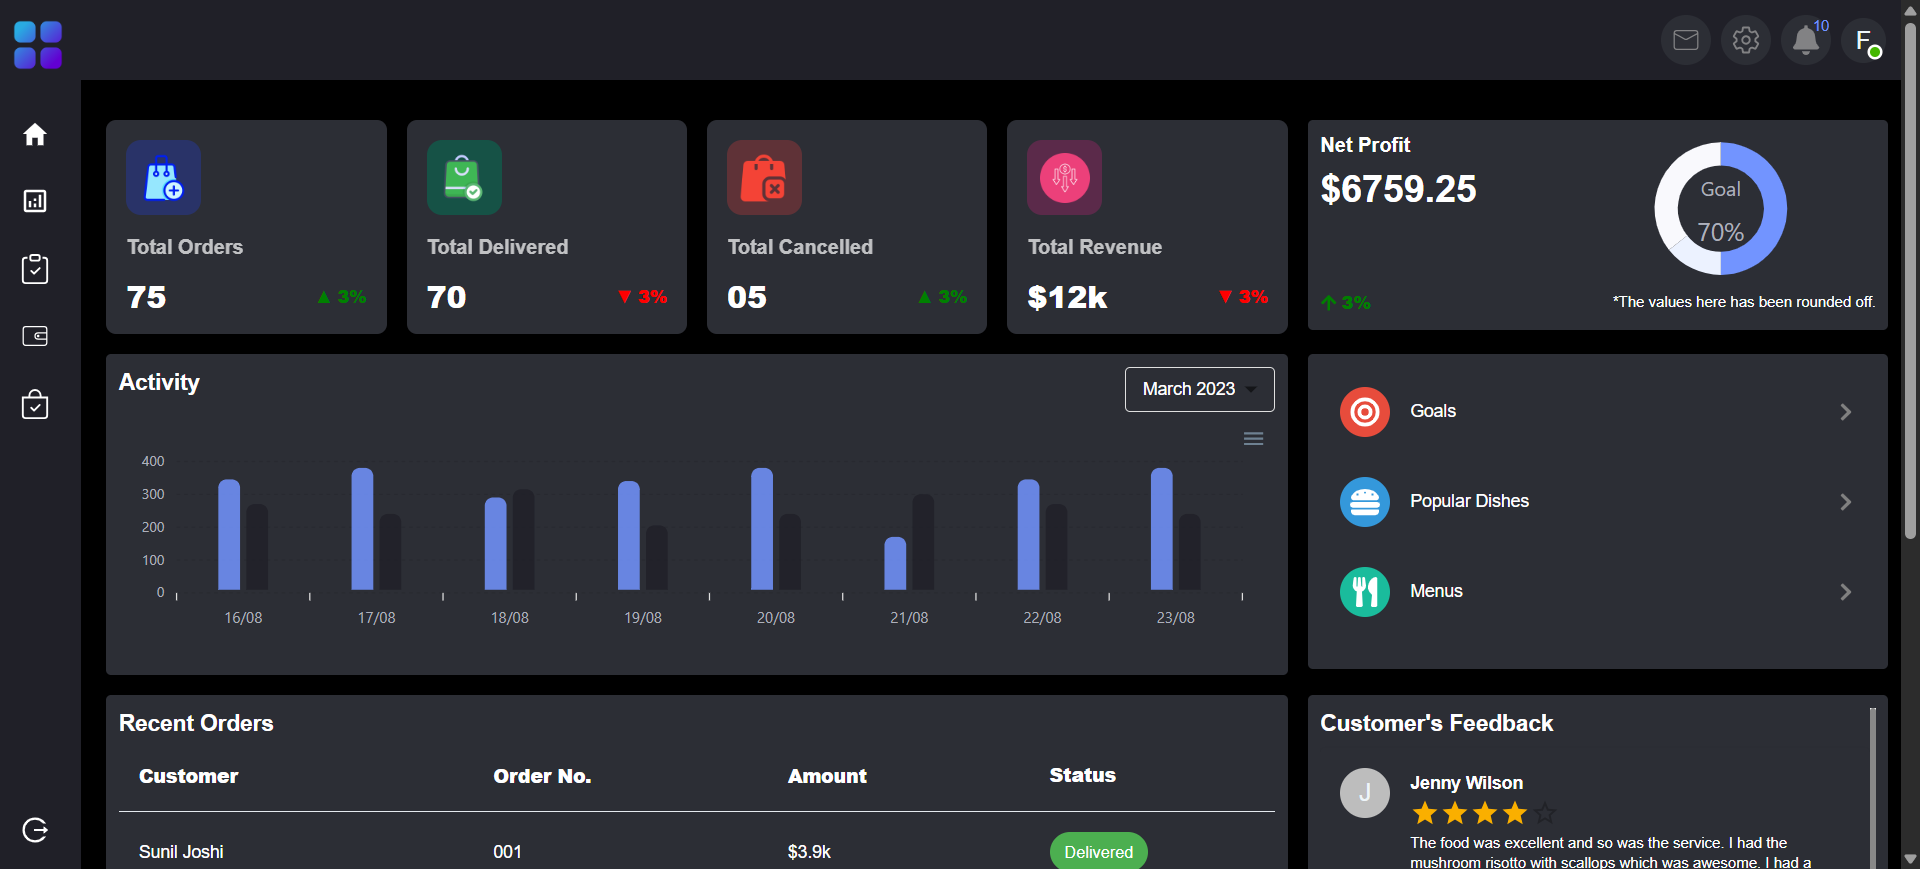 10
F
Total Orders
75
▲ 3%
Total Delivered
70
▼ 3%
Total Cancelled
05
▲ 3%
Total Revenue
$12k
▼ 3%
Net Profit
$6759.25
Goal
70%
3%
*The values here has been rounded off.
Activity
March 2023
400
300
200
100
0
16/08 17/08 18/08 19/08 20/08 21/08 22/08 23/08
Goals
Popular Dishes
Menus
Recent Orders
Customer Order No. Amount Status
Sunil Joshi 001 $3.9k Delivered
Customer's Feedback
J
Jenny Wilson
The food was excellent and so was the service. I had the
mushroom risotto with scallops which was awesome. I had a